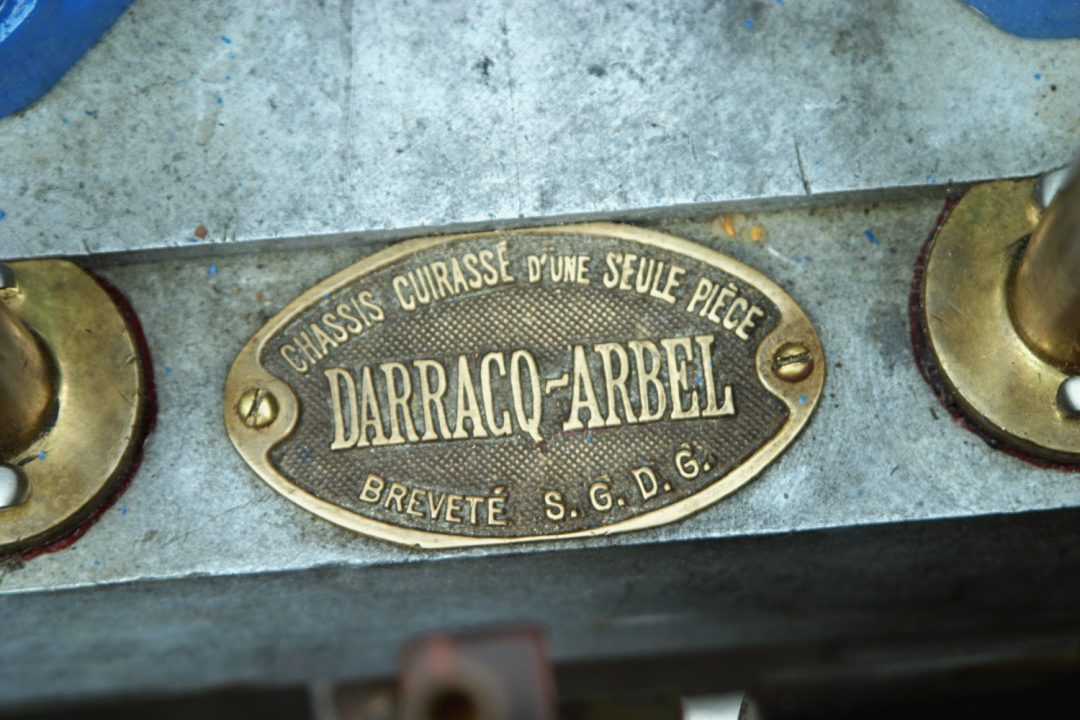 CHASSIS CUIRASSÉ D'UNE SEULE PIÈCE
DARRACQ~ARBEL
BREVETÉ S.G.D.G.